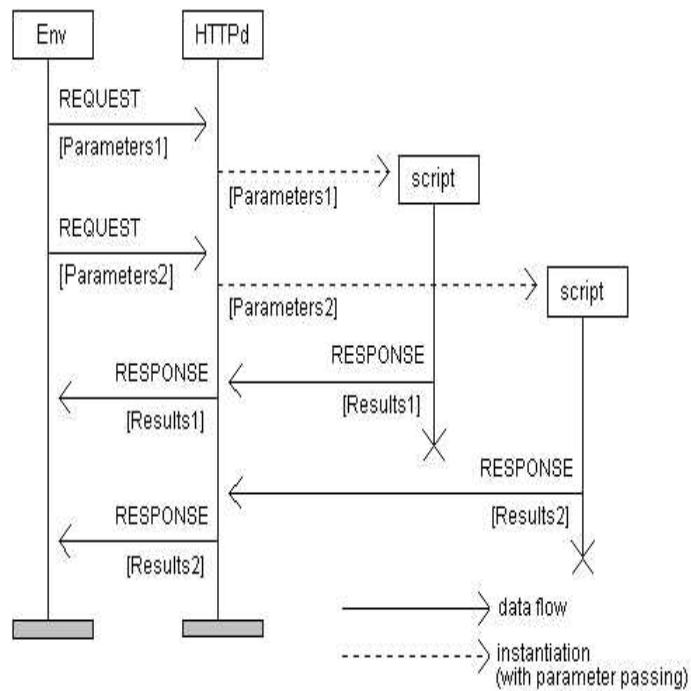 Env
HTTPd
REQUEST
[Parameters1]
script
[Parameters1]
REQUEST
[Parameters2]
script
[Parameters2]
RESPONSE
[Results1]
RESPONSE
[Results1]
RESPONSE
[Results2]
RESPONSE
[Results2]
data flow
instantiation
(with parameter passing)